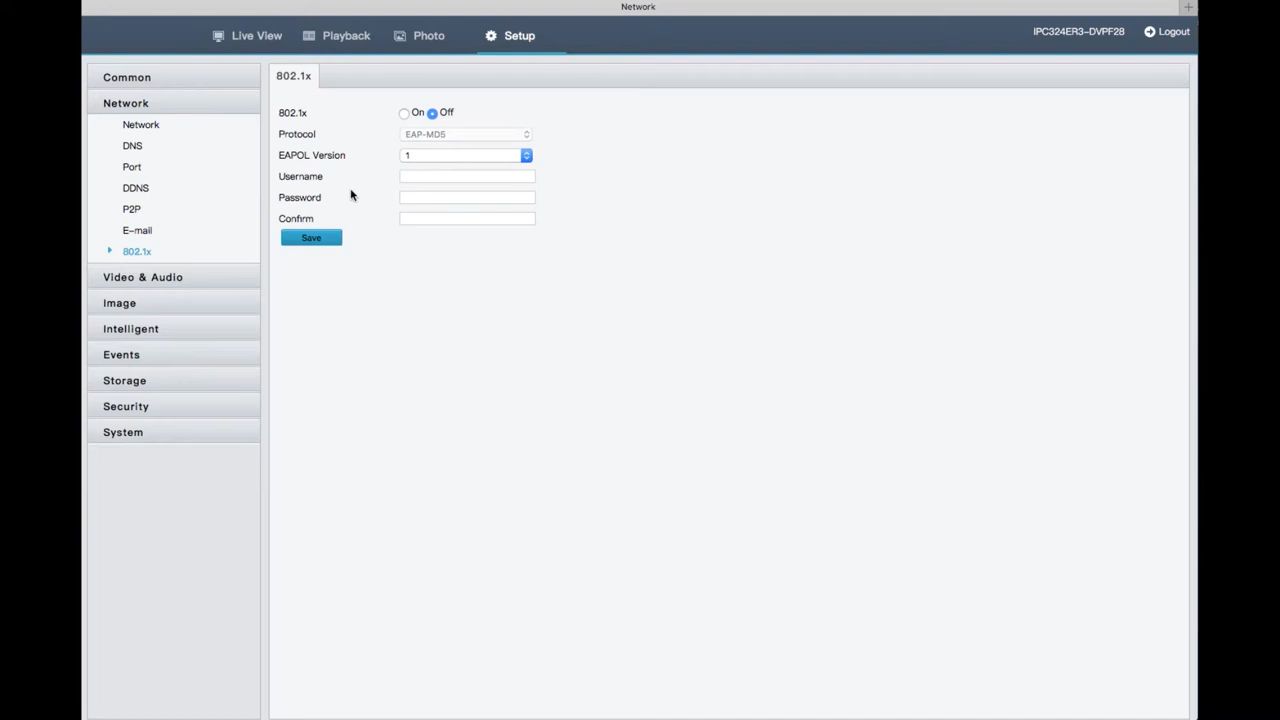 Network
Live View
Playback
Photo
Setup
IPC324ER3-DVPF28
Logout
Common
Network
Network
DNS
Port
DDNS
P2P
E-mail
802.1x
Video & Audio
Image
Intelligent
Events
Storage
Security
System
802.1x
802.1x On Off
Protocol EAP-MD5
EAPOL Version 1
Username
Password
Confirm
Save